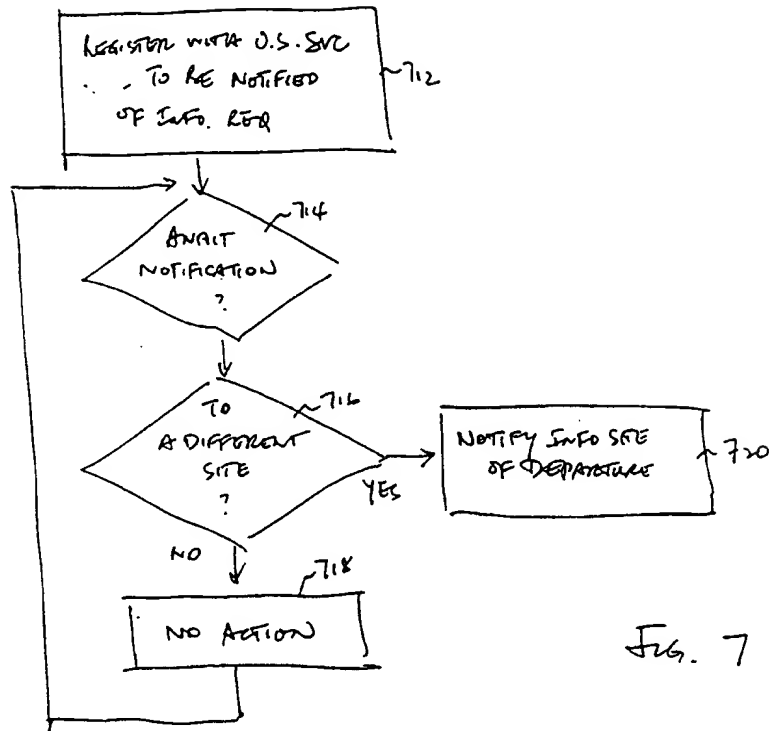 REGISTER WITH O.S. SVC
... TO BE NOTIFIED
OF INFO. REQ
712
714
AWAIT
NOTIFICATION
?
716
TO
A DIFFERENT
SITE
?
YES
NOTIFY INFO SITE
OF DEPARTURE
720
NO
718
NO ACTION
FIG. 7